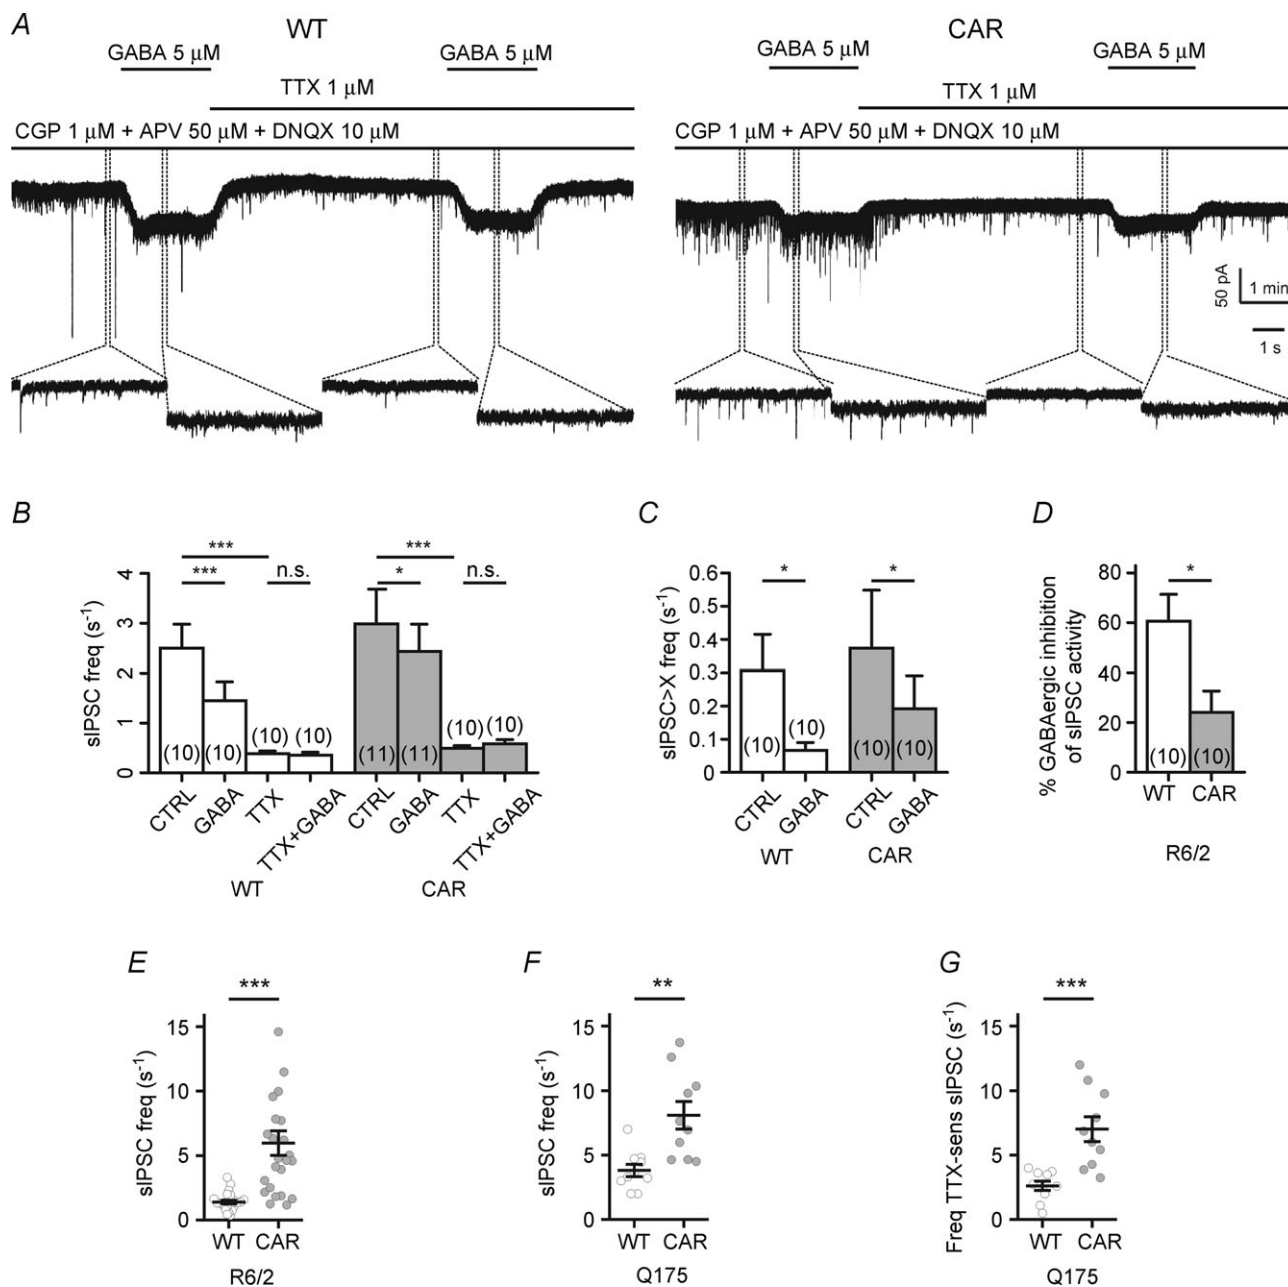 A
WT
CAR
GABA 5 μM
GABA 5 μM
GABA 5 μM
GABA 5 μM
TTX 1 μM
TTX 1 μM
CGP 1 μM + APV 50 μM + DNQX 10 μM
CGP 1 μM + APV 50 μM + DNQX 10 μM
50 pA
1 min
1 s
B
sIPSC freq (s⁻¹)
4
3
2
1
0
***
***
n.s.
***
*
n.s.
(10)
(10)
(10)
(10)
(11)
(11)
(10)
(10)
CTRL
GABA
TTX
TTX+GABA
CTRL
GABA
TTX
TTX+GABA
WT
CAR
C
sIPSC>X freq (s⁻¹)
0.6
0.5
0.4
0.3
0.2
0.1
0
*
*
(10)
(10)
(10)
(10)
CTRL
GABA
CTRL
GABA
WT
CAR
D
% GABAergic inhibition
of sIPSC activity
80
60
40
20
0
*
(10)
(10)
WT
CAR
R6/2
E
sIPSC freq (s⁻¹)
15
10
5
0
***
WT
CAR
R6/2
F
sIPSC freq (s⁻¹)
15
10
5
0
**
WT
CAR
Q175
G
Freq TTX-sens sIPSC (s⁻¹)
15
10
5
0
***
WT
CAR
Q175